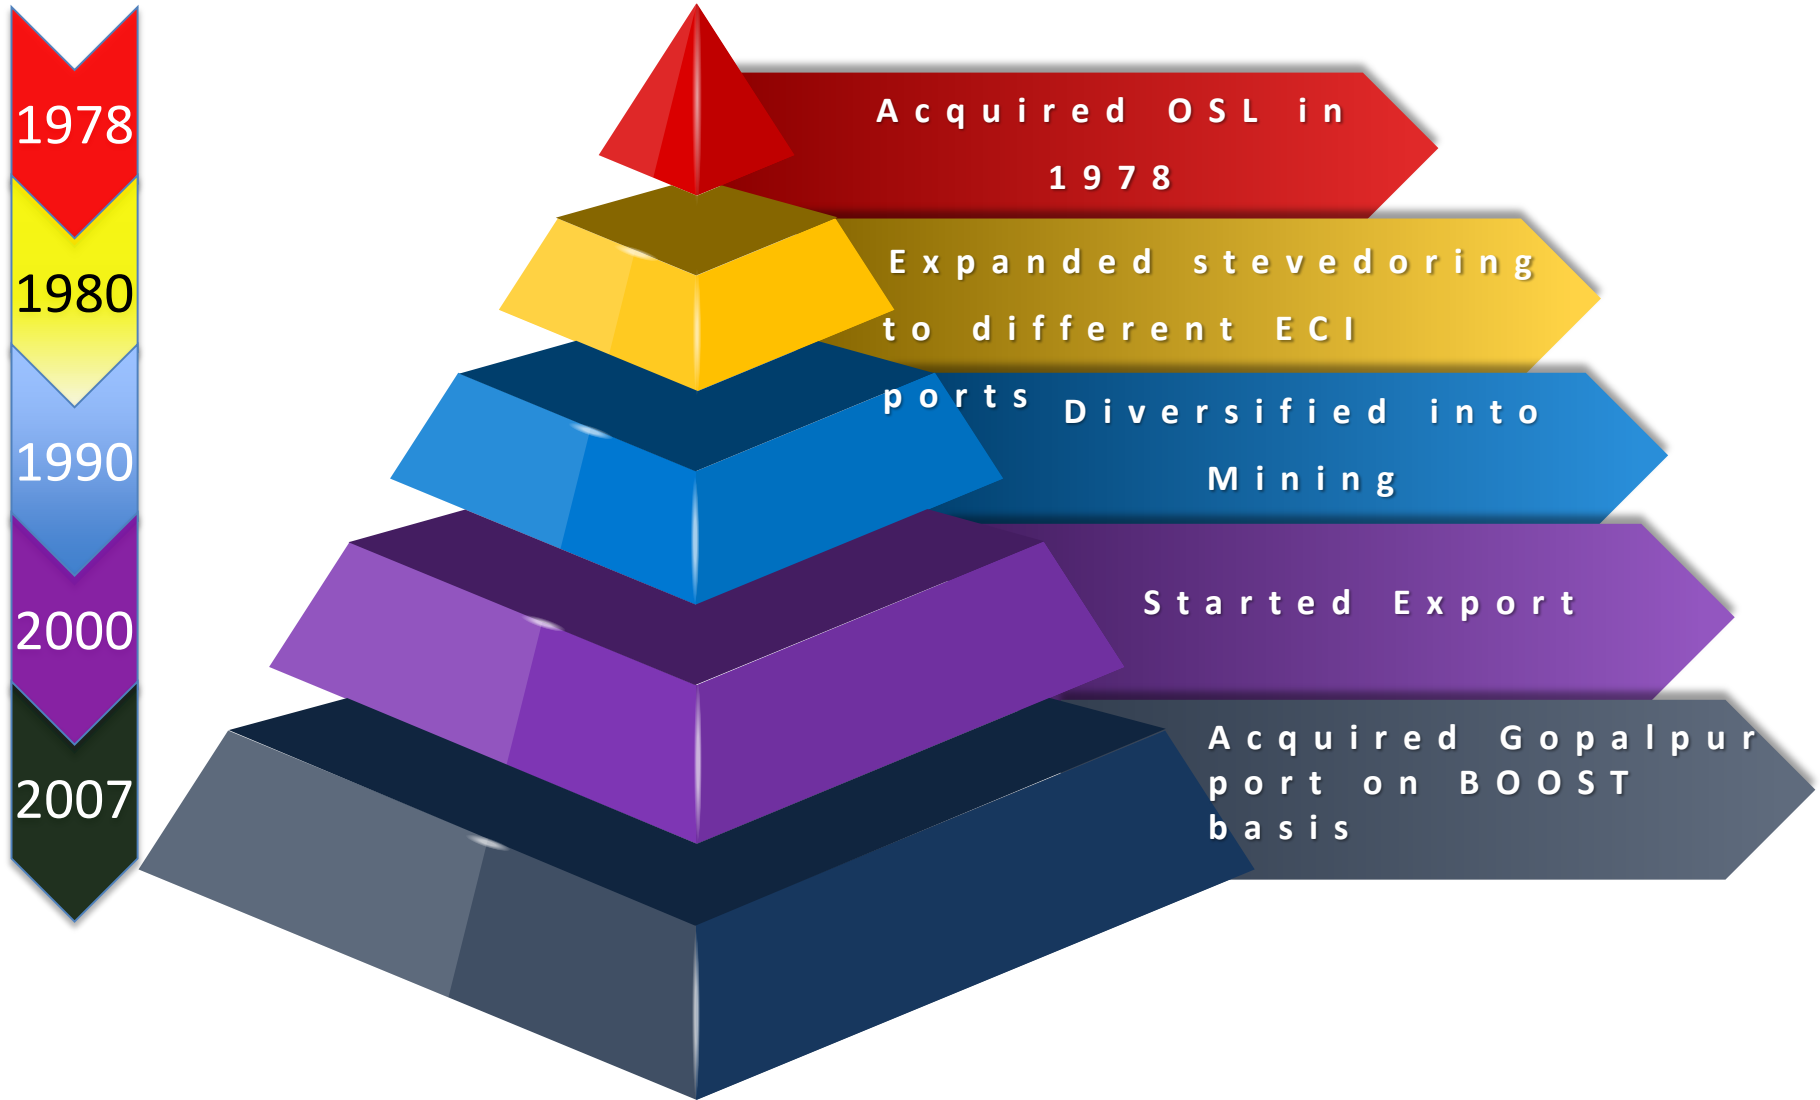 1978
1980
1990
2000
2007
Acquired OSL in
1978
Expanded stevedoring
to different ECI
ports
Diversified into
Mining
Started Export
Acquired Gopalpur
port on BOOST
basis